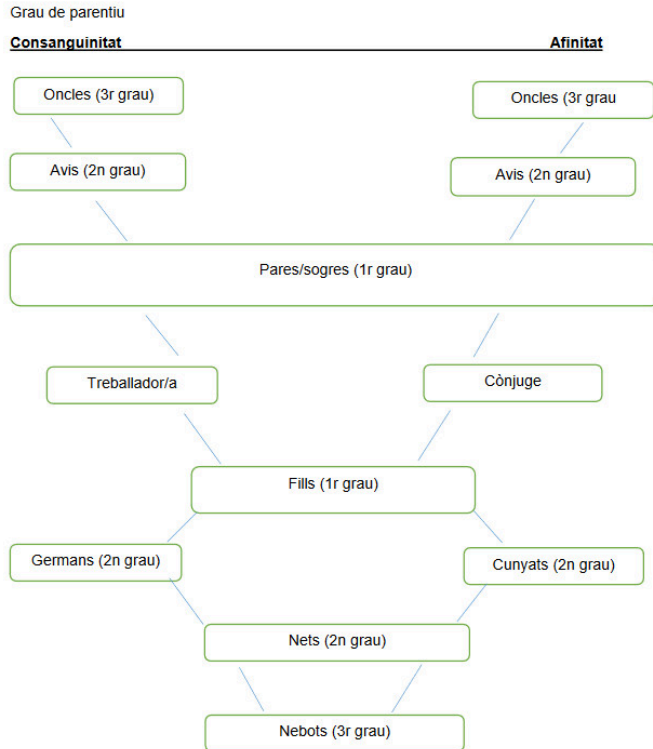 Grau de parentiu
Consanguinitat Afinitat
Oncles (3r grau) Oncles (3r grau
Avis (2n grau) Avis (2n grau)
Pares/sogres (1r grau)
Treballador/a Cònjuge
Fills (1r grau)
Germans (2n grau) Cunyats (2n grau)
Nets (2n grau)
Nebots (3r grau)